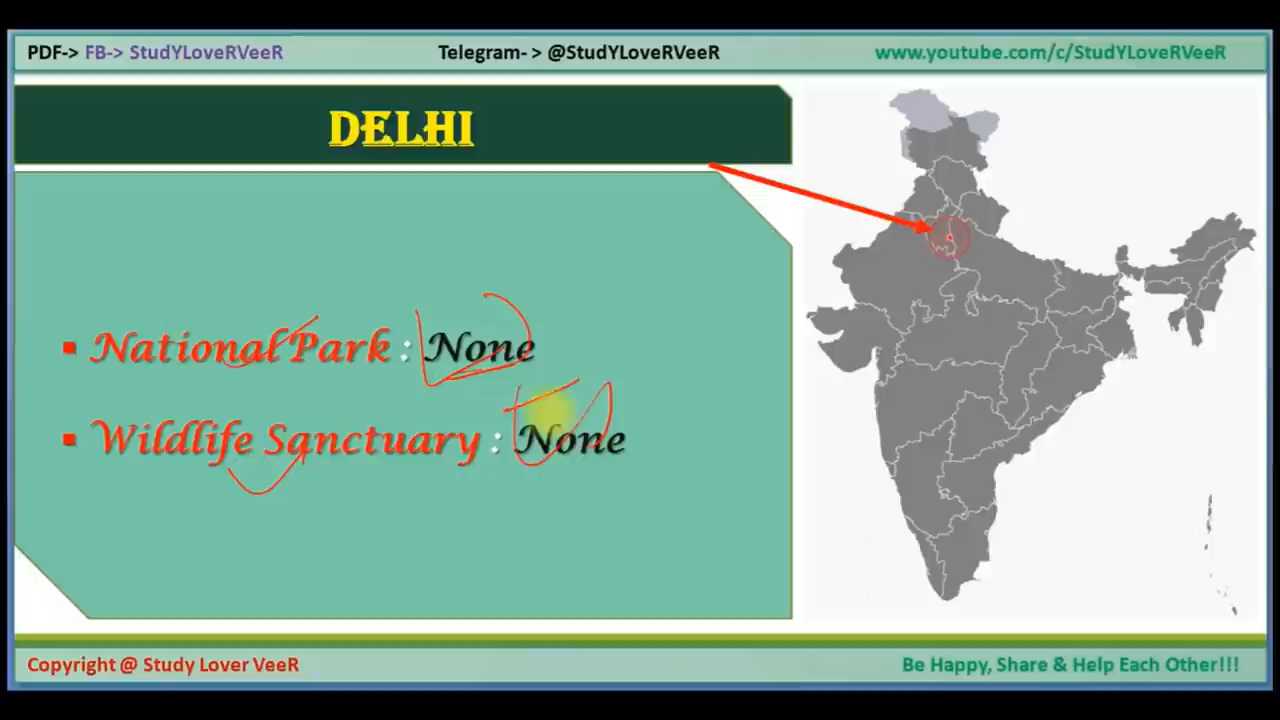 PDF-> FB-> StudYLoveRVeeR Telegram- > @StudYLoveRVeeR www.youtube.com/c/StudYLoveRVeeR
DELHI
▪ National Park : None
▪ Wildlife Sanctuary : None
Copyright @ Study Lover VeeR Be Happy, Share & Help Each Other!!!